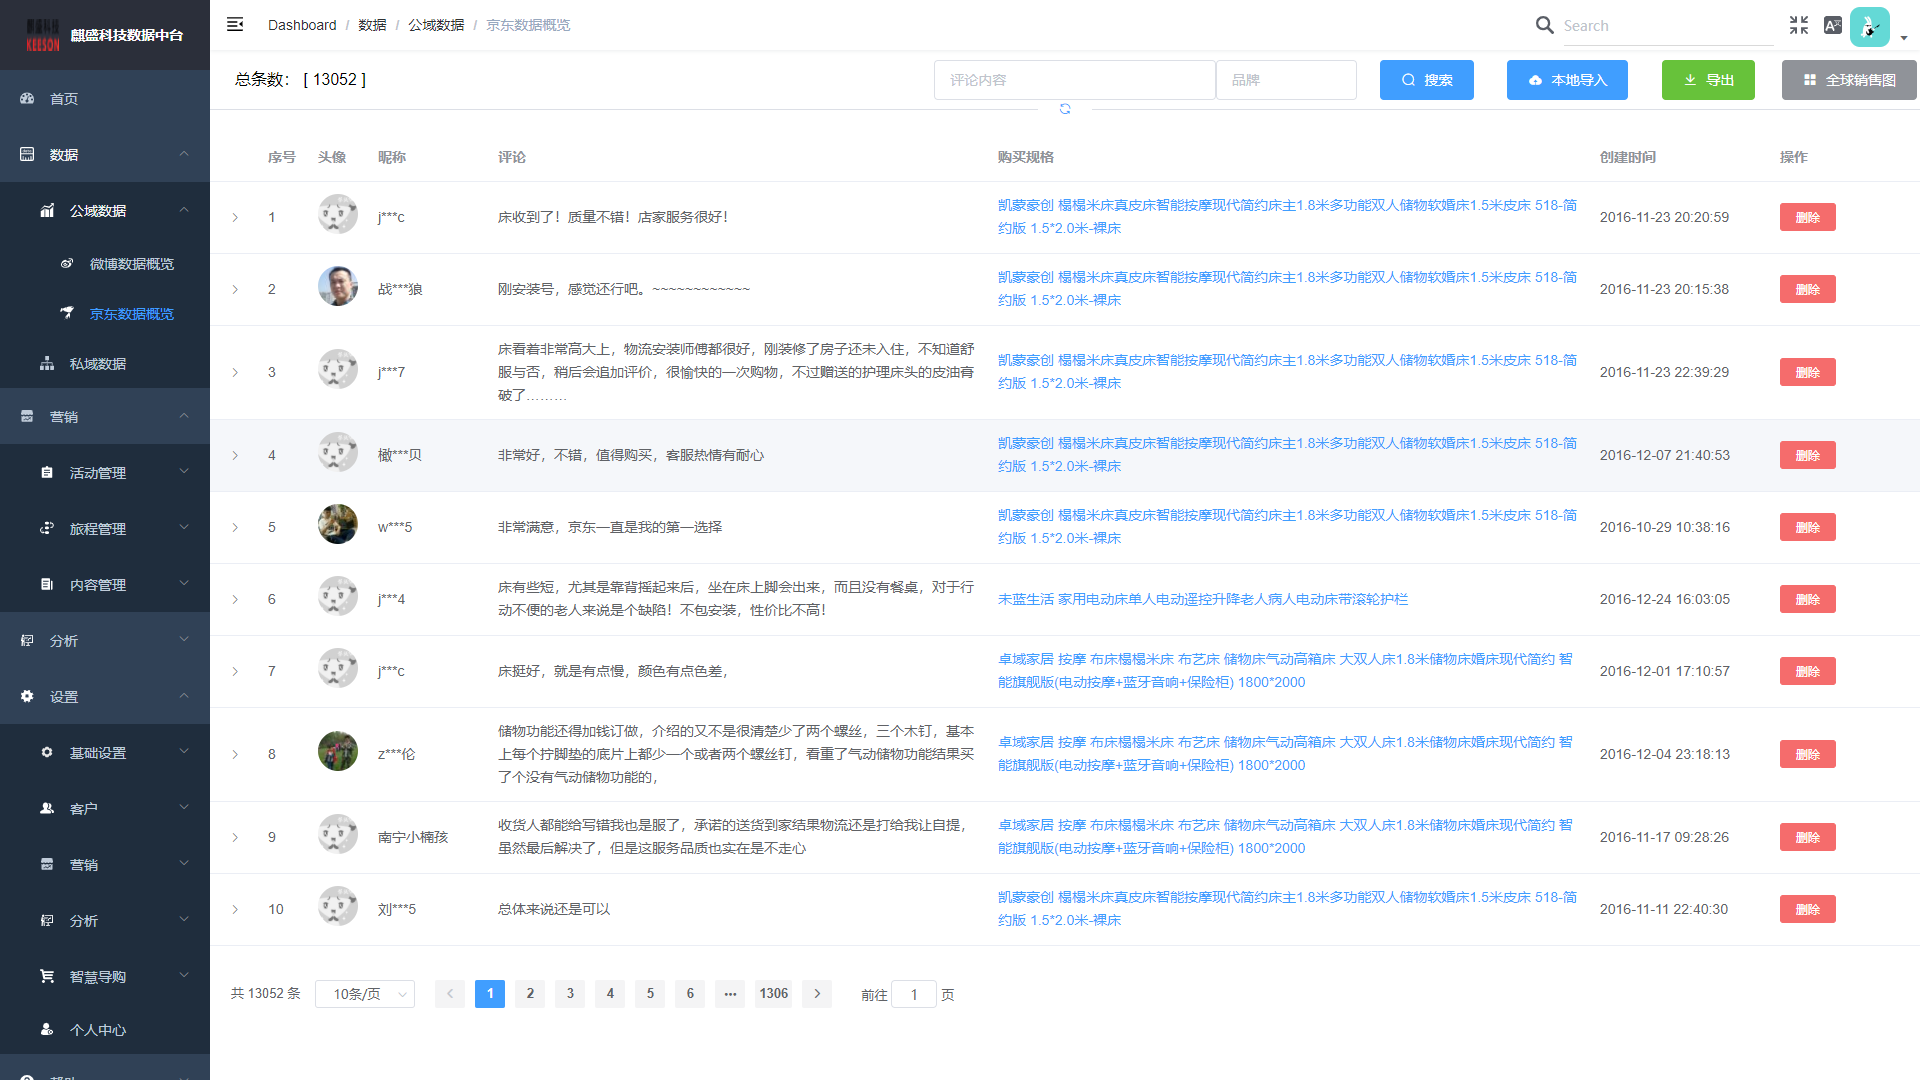 KEESON
麒盛科技数据中台
首页
数据
公域数据
微博数据概览
京东数据概览
私域数据
营销
活动管理
旅程管理
内容管理
分析
设置
基础设置
客户
营销
分析
智慧导购
个人中心
Dashboard / 数据 / 公域数据 / 京东数据概览
Search
总条数： [ 13052 ]
评论内容
品牌
搜索
本地导入
导出
全球销售图
序号 头像 昵称 评论 购买规格 创建时间 操作
1 j***c 床收到了！质量不错！店家服务很好！
凯蒙豪创 榻榻米床真皮床智能按摩现代简约床主1.8米多功能双人储物软婚床1.5米皮床 518-简
约版 1.5*2.0米-裸床
2016-11-23 20:20:59 删除
2 战***狼 刚安装号，感觉还行吧。~~~~~~~~~~~~
凯蒙豪创 榻榻米床真皮床智能按摩现代简约床主1.8米多功能双人储物软婚床1.5米皮床 518-简
约版 1.5*2.0米-裸床
2016-11-23 20:15:38 删除
3 j***7
床看着非常高大上，物流安装师傅都很好，刚装修了房子还未入住，不知道舒
服与否，稍后会追加评价，很愉快的一次购物，不过赠送的护理床头的皮油膏
破了………
凯蒙豪创 榻榻米床真皮床智能按摩现代简约床主1.8米多功能双人储物软婚床1.5米皮床 518-简
约版 1.5*2.0米-裸床
2016-11-23 22:39:29 删除
4 橄***贝 非常好，不错，值得购买，客服热情有耐心
凯蒙豪创 榻榻米床真皮床智能按摩现代简约床主1.8米多功能双人储物软婚床1.5米皮床 518-简
约版 1.5*2.0米-裸床
2016-12-07 21:40:53 删除
5 w***5 非常满意，京东一直是我的第一选择
凯蒙豪创 榻榻米床真皮床智能按摩现代简约床主1.8米多功能双人储物软婚床1.5米皮床 518-简
约版 1.5*2.0米-裸床
2016-10-29 10:38:16 删除
6 j***4
床有些短，尤其是靠背摇起来后，坐在床上脚会出来，而且没有餐桌，对于行
动不便的老人来说是个缺陷！不包安装，性价比不高！
未蓝生活 家用电动床单人电动遥控升降老人病人电动床带滚轮护栏
2016-12-24 16:03:05 删除
7 j***c 床挺好，就是有点慢，颜色有点色差，
卓域家居 按摩 布床榻榻米床 布艺床 储物床气动高箱床 大双人床1.8米储物床婚床现代简约 智
能旗舰版(电动按摩+蓝牙音响+保险柜) 1800*2000
2016-12-01 17:10:57 删除
8 z***伦
储物功能还得加钱订做，介绍的又不是很清楚少了两个螺丝，三个木钉，基本
上每个拧脚垫的底片上都少一个或者两个螺丝钉，看重了气动储物功能结果买
了个没有气动储物功能的，
卓域家居 按摩 布床榻榻米床 布艺床 储物床气动高箱床 大双人床1.8米储物床婚床现代简约 智
能旗舰版(电动按摩+蓝牙音响+保险柜) 1800*2000
2016-12-04 23:18:13 删除
9 南宁小楠孩
收货人都能给写错我也是服了，承诺的送货到家结果物流还是打给我让自提，
虽然最后解决了，但是这服务品质也实在是不走心
卓域家居 按摩 布床榻榻米床 布艺床 储物床气动高箱床 大双人床1.8米储物床婚床现代简约 智
能旗舰版(电动按摩+蓝牙音响+保险柜) 1800*2000
2016-11-17 09:28:26 删除
10 刘***5 总体来说还是可以
凯蒙豪创 榻榻米床真皮床智能按摩现代简约床主1.8米多功能双人储物软婚床1.5米皮床 518-简
约版 1.5*2.0米-裸床
2016-11-11 22:40:30 删除
共 13052 条 10条/页 1 2 3 4 5 6 ··· 1306 前往 1 页